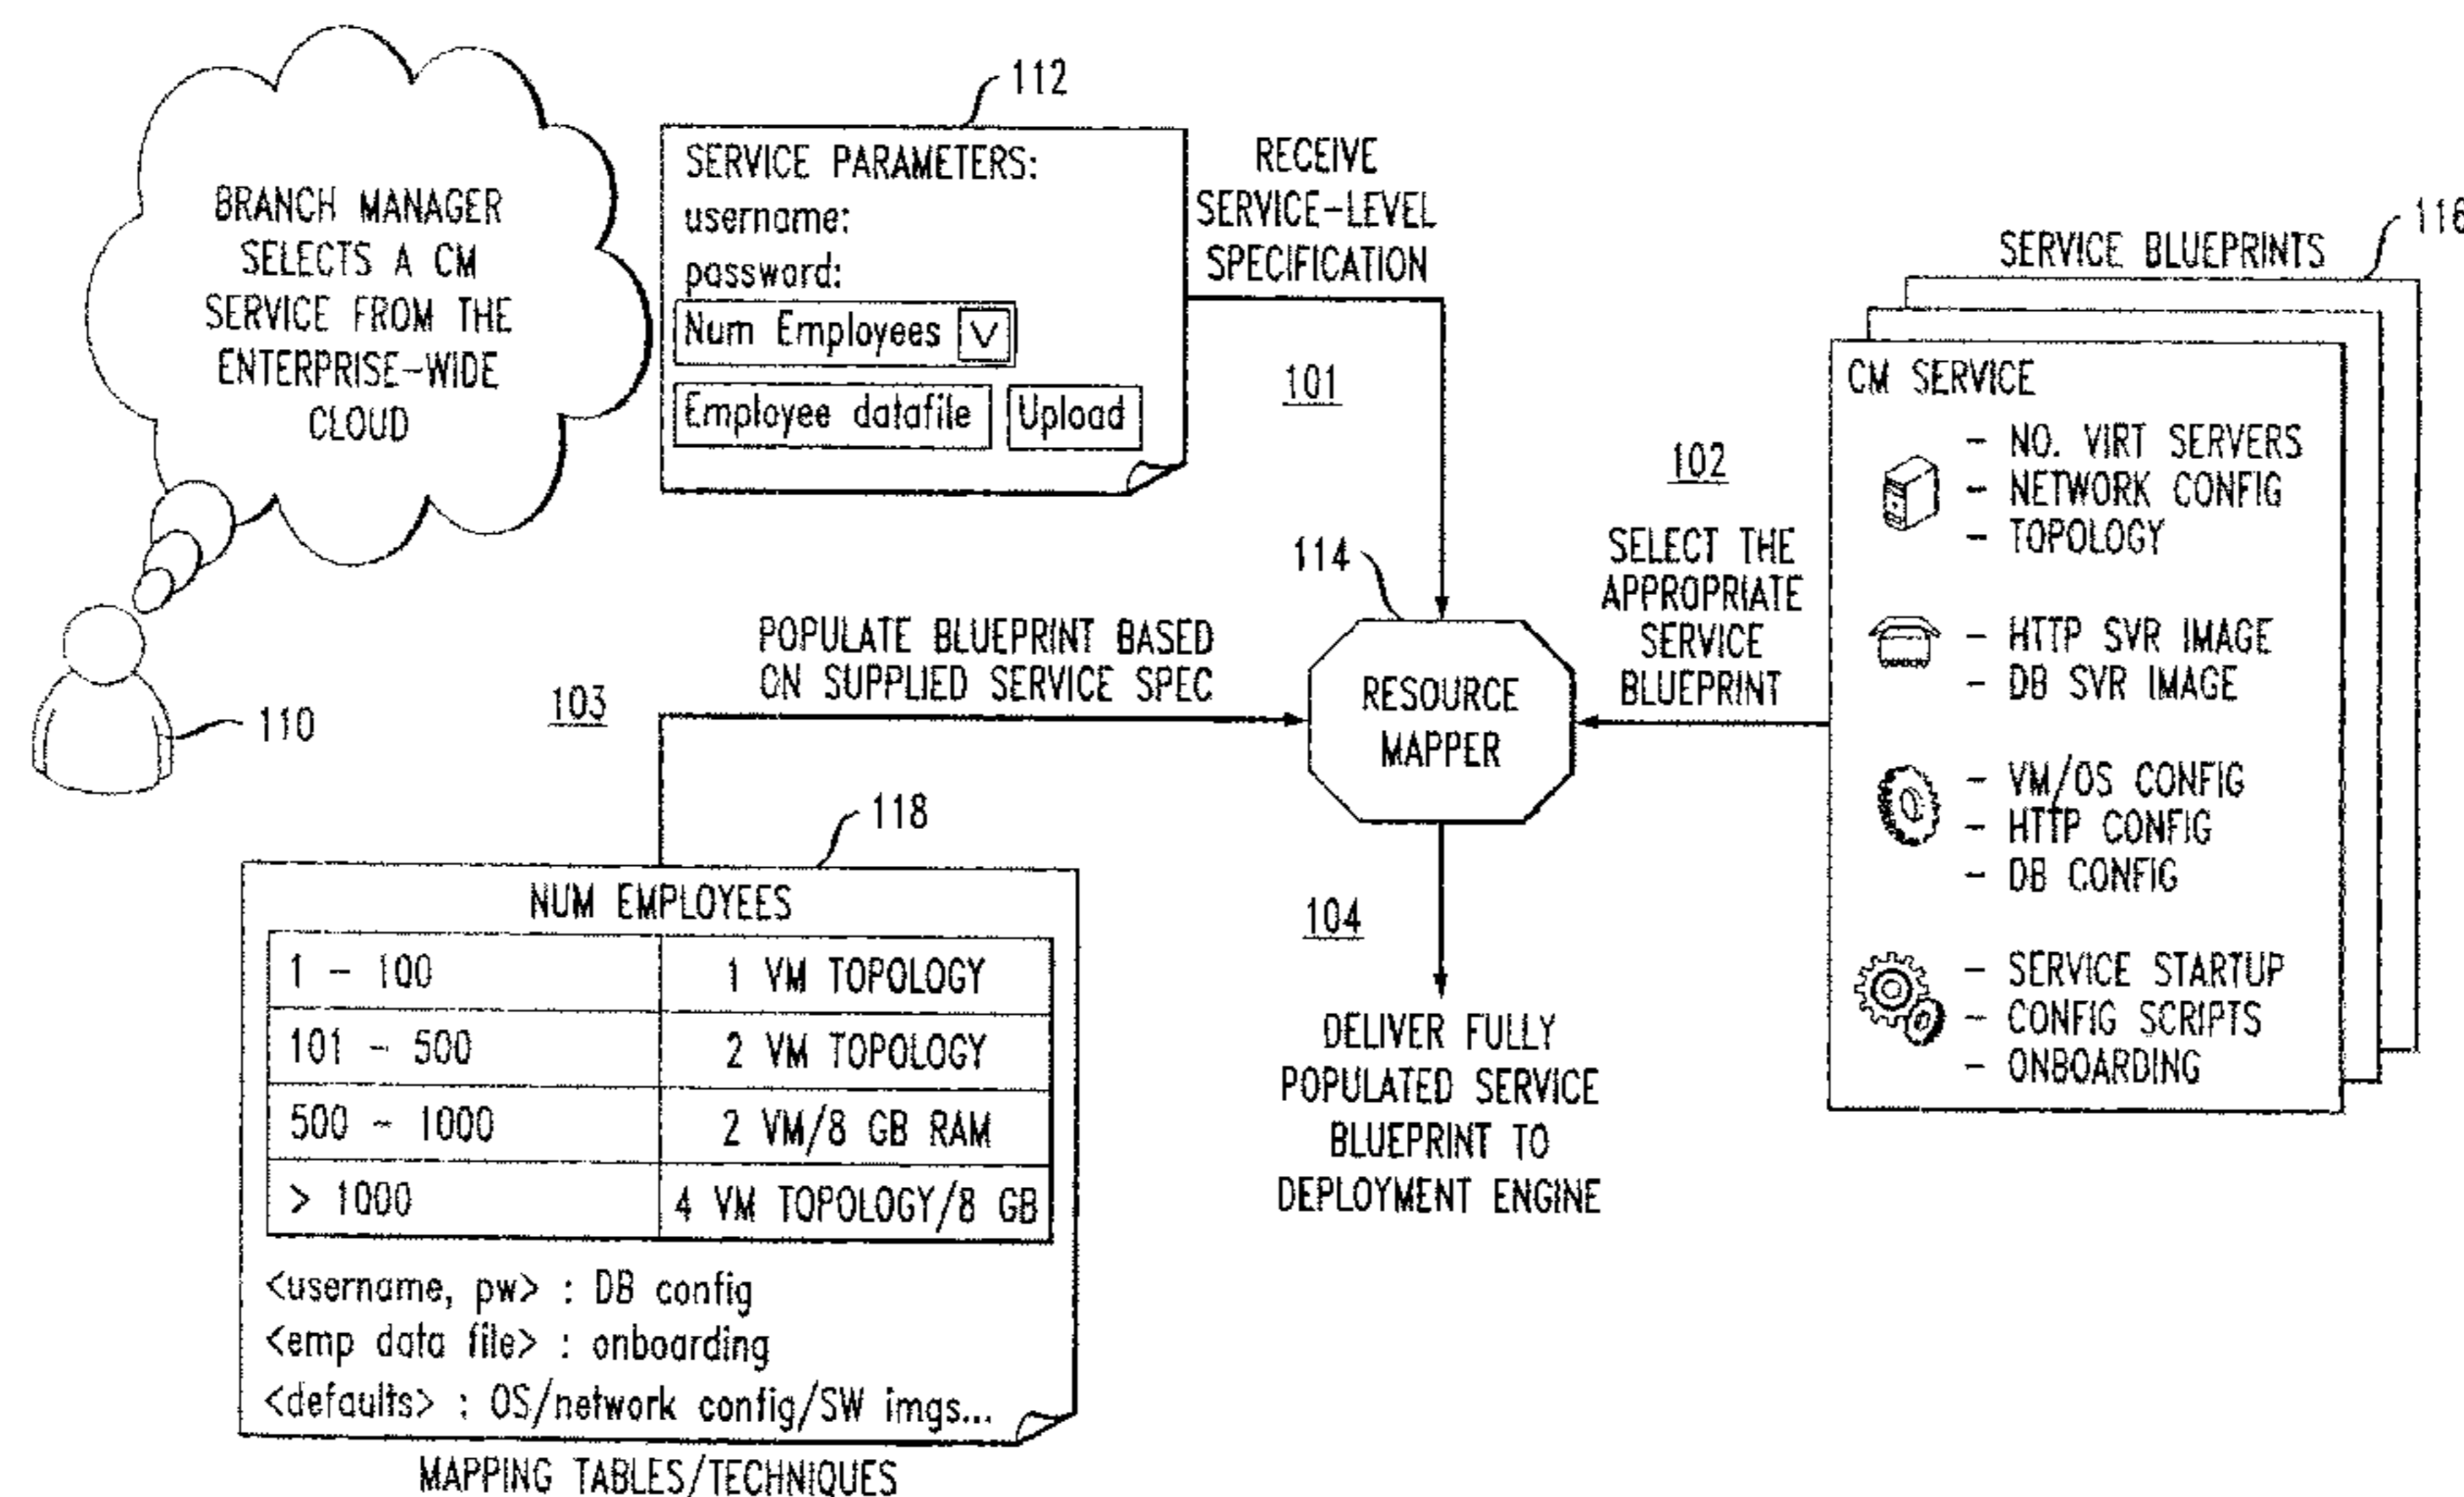 BRANCH MANAGER
SELECTS A CM
SERVICE FROM THE
ENTERPRISE-WIDE
CLOUD
110
112
SERVICE PARAMETERS:
username:
password:
Num Employees V
Employee datafile Upload
RECEIVE
SERVICE-LEVEL
SPECIFICATION
101
102
SELECT THE
APPROPRIATE
SERVICE
BLUEPRINT
114
RESOURCE
MAPPER
103
POPULATE BLUEPRINT BASED
ON SUPPLIED SERVICE SPEC
104
DELIVER FULLY
POPULATED SERVICE
BLUEPRINT TO
DEPLOYMENT ENGINE
116
SERVICE BLUEPRINTS
CM SERVICE
- NO. VIRT SERVERS
- NETWORK CONFIG
- TOPOLOGY
- HTTP SVR IMAGE
- DB SVR IMAGE
- VM/OS CONFIG
- HTTP CONFIG
- DB CONFIG
- SERVICE STARTUP
- CONFIG SCRIPTS
- ONBOARDING
118
NUM EMPLOYEES
1 - 100 1 VM TOPOLOGY
101 - 500 2 VM TOPOLOGY
500 - 1000 2 VM/8 GB RAM
> 1000 4 VM TOPOLOGY/8 GB
<username, pw> : DB config
<emp data file> : onboarding
<defaults> : OS/network config/SW imgs...
MAPPING TABLES/TECHNIQUES